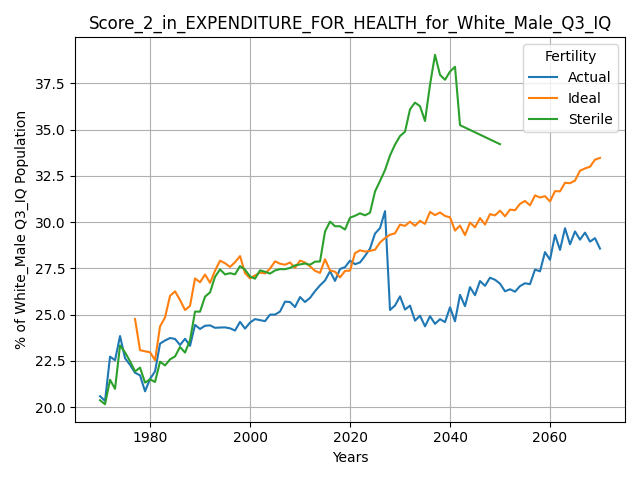 Score_2_in_EXPENDITURE_FOR_HEALTH_for_White_Male_Q3_IQ
% of White_Male Q3_IQ Population
37.5
35.0
32.5
30.0
27.5
25.0
22.5
20.0
Fertility
Actual
Ideal
Sterile
1980
2000
2020
2040
2060
Years